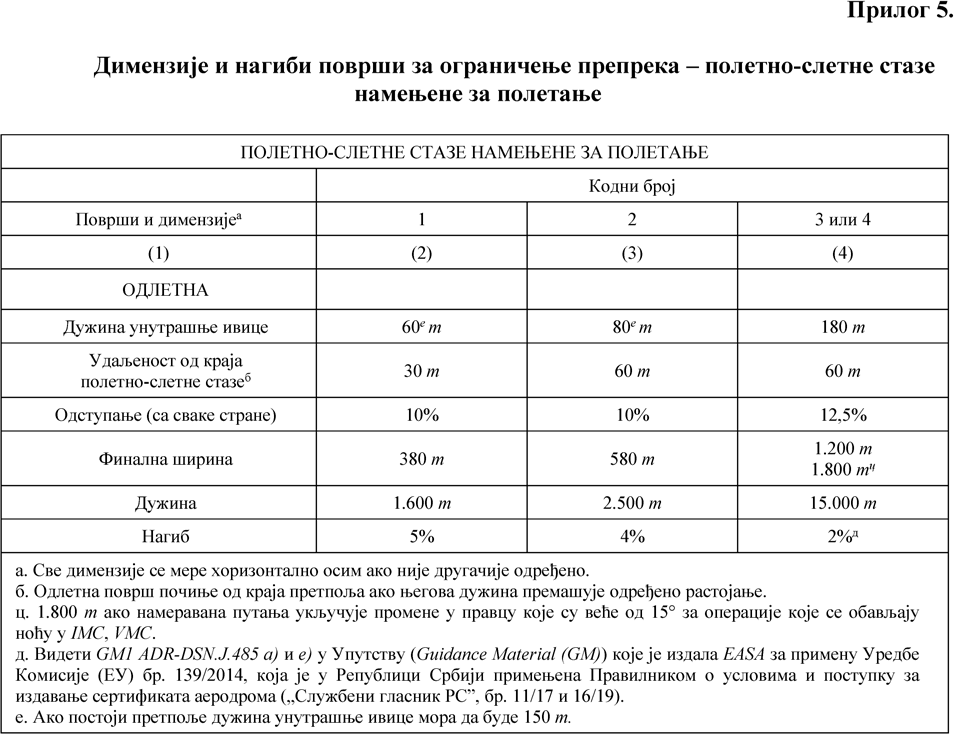 Прилог 5.
Димензије и нагиби површи за ограничење препрека – полетно-слетне стазе
намењене за полетање
ПОЛЕТНО-СЛЕТНЕ СТАЗЕ НАМЕЊЕНЕ ЗА ПОЛЕТАЊЕ
Кодни број
Површи и димензијеᵃ 1 2 3 или 4
(1) (2) (3) (4)
ОДЛЕТНА
Дужина унутрашње ивице 60ᵉ m 80ᵉ m 180 m
Удаљеност од краја
полетно-слетне стазеᵇ 30 m 60 m 60 m
Одступање (са сваке стране) 10% 10% 12,5%
Финална ширина 380 m 580 m 1.200 m
1.800 mᶣ
Дужина 1.600 m 2.500 m 15.000 m
Нагиб 5% 4% 2%ᵈ
а. Све димензије се мере хоризонтално осим ако није другачије одређено.
б. Одлетна површ почиње од краја претпоља ако његова дужина премашује одређено растојање.
ц. 1.800 m ако намеравана путања укључује промене у правцу које су веће од 15° за операције које се обављају
ноћу у IMC, VMC.
д. Видети GM1 ADR-DSN.J.485 а) и е) у Упутству (Guidance Material (GM)) које је издала EASA за примену Уредбе
Комисије (ЕУ) бр. 139/2014, која је у Републици Србији примењена Правилником о условима и поступку за
издавање сертификата аеродрома („Службени гласник РС”, бр. 11/17 и 16/19).
е. Ако постоји претпоље дужина унутрашње ивице мора да буде 150 m.